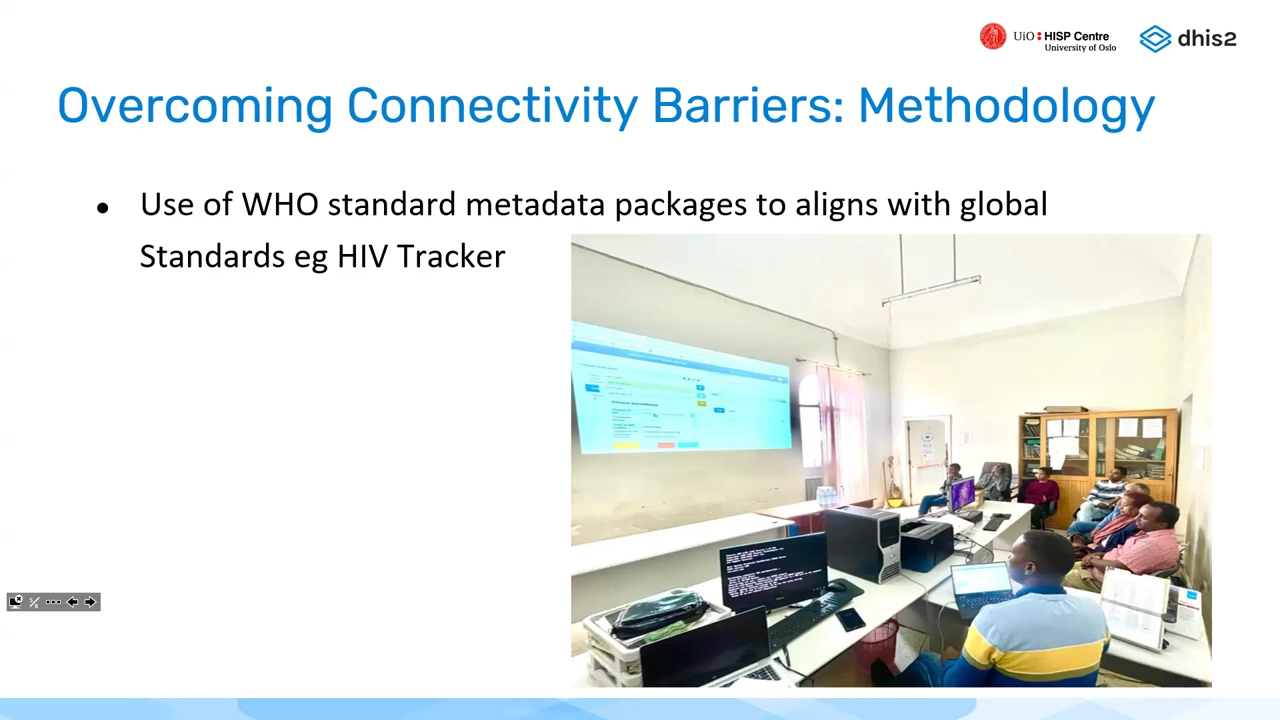 UiO HISP Centre
University of Oslo
dhis2
Overcoming Connectivity Barriers: Methodology
● Use of WHO standard metadata packages to aligns with global
Standards eg HIV Tracker